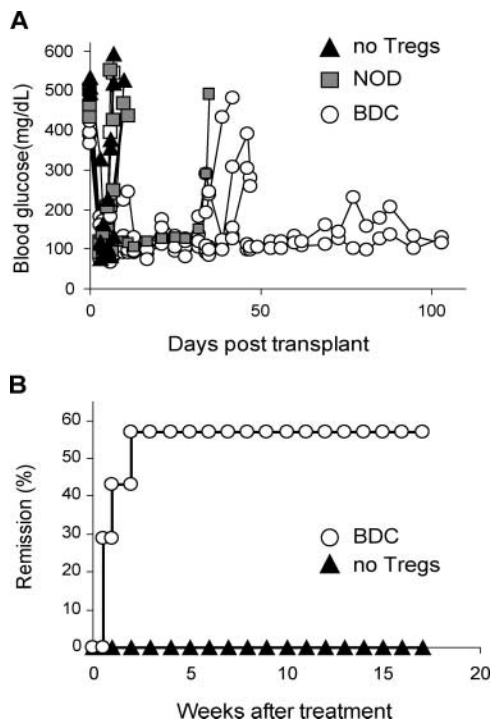 A
Blood glucose(mg/dL)
600
500
400
300
200
100
0
no Tregs
NOD
BDC
0
50
100
Days post transplant
B
Remission (%)
60
50
40
30
20
10
0
BDC
no Tregs
0
5
10
15
20
Weeks after treatment